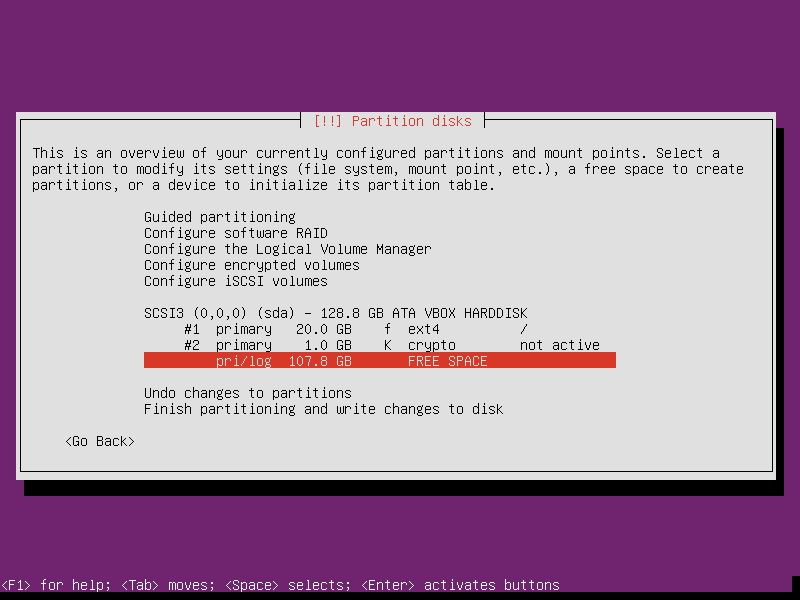 [!!] Partition disks
This is an overview of your currently configured partitions and mount points. Select a
partition to modify its settings (file system, mount point, etc.), a free space to create
partitions, or a device to initialize its partition table.
Guided partitioning
Configure software RAID
Configure the Logical Volume Manager
Configure encrypted volumes
Configure iSCSI volumes
SCSI3 (0,0,0) (sda) - 128.8 GB ATA VBOX HARDDISK
#1 primary 20.0 GB f ext4 /
#2 primary 1.0 GB K crypto not active
pri/log 107.8 GB FREE SPACE
Undo changes to partitions
Finish partitioning and write changes to disk
<Go Back>
<F1> for help; <Tab> moves; <Space> selects; <Enter> activates buttons